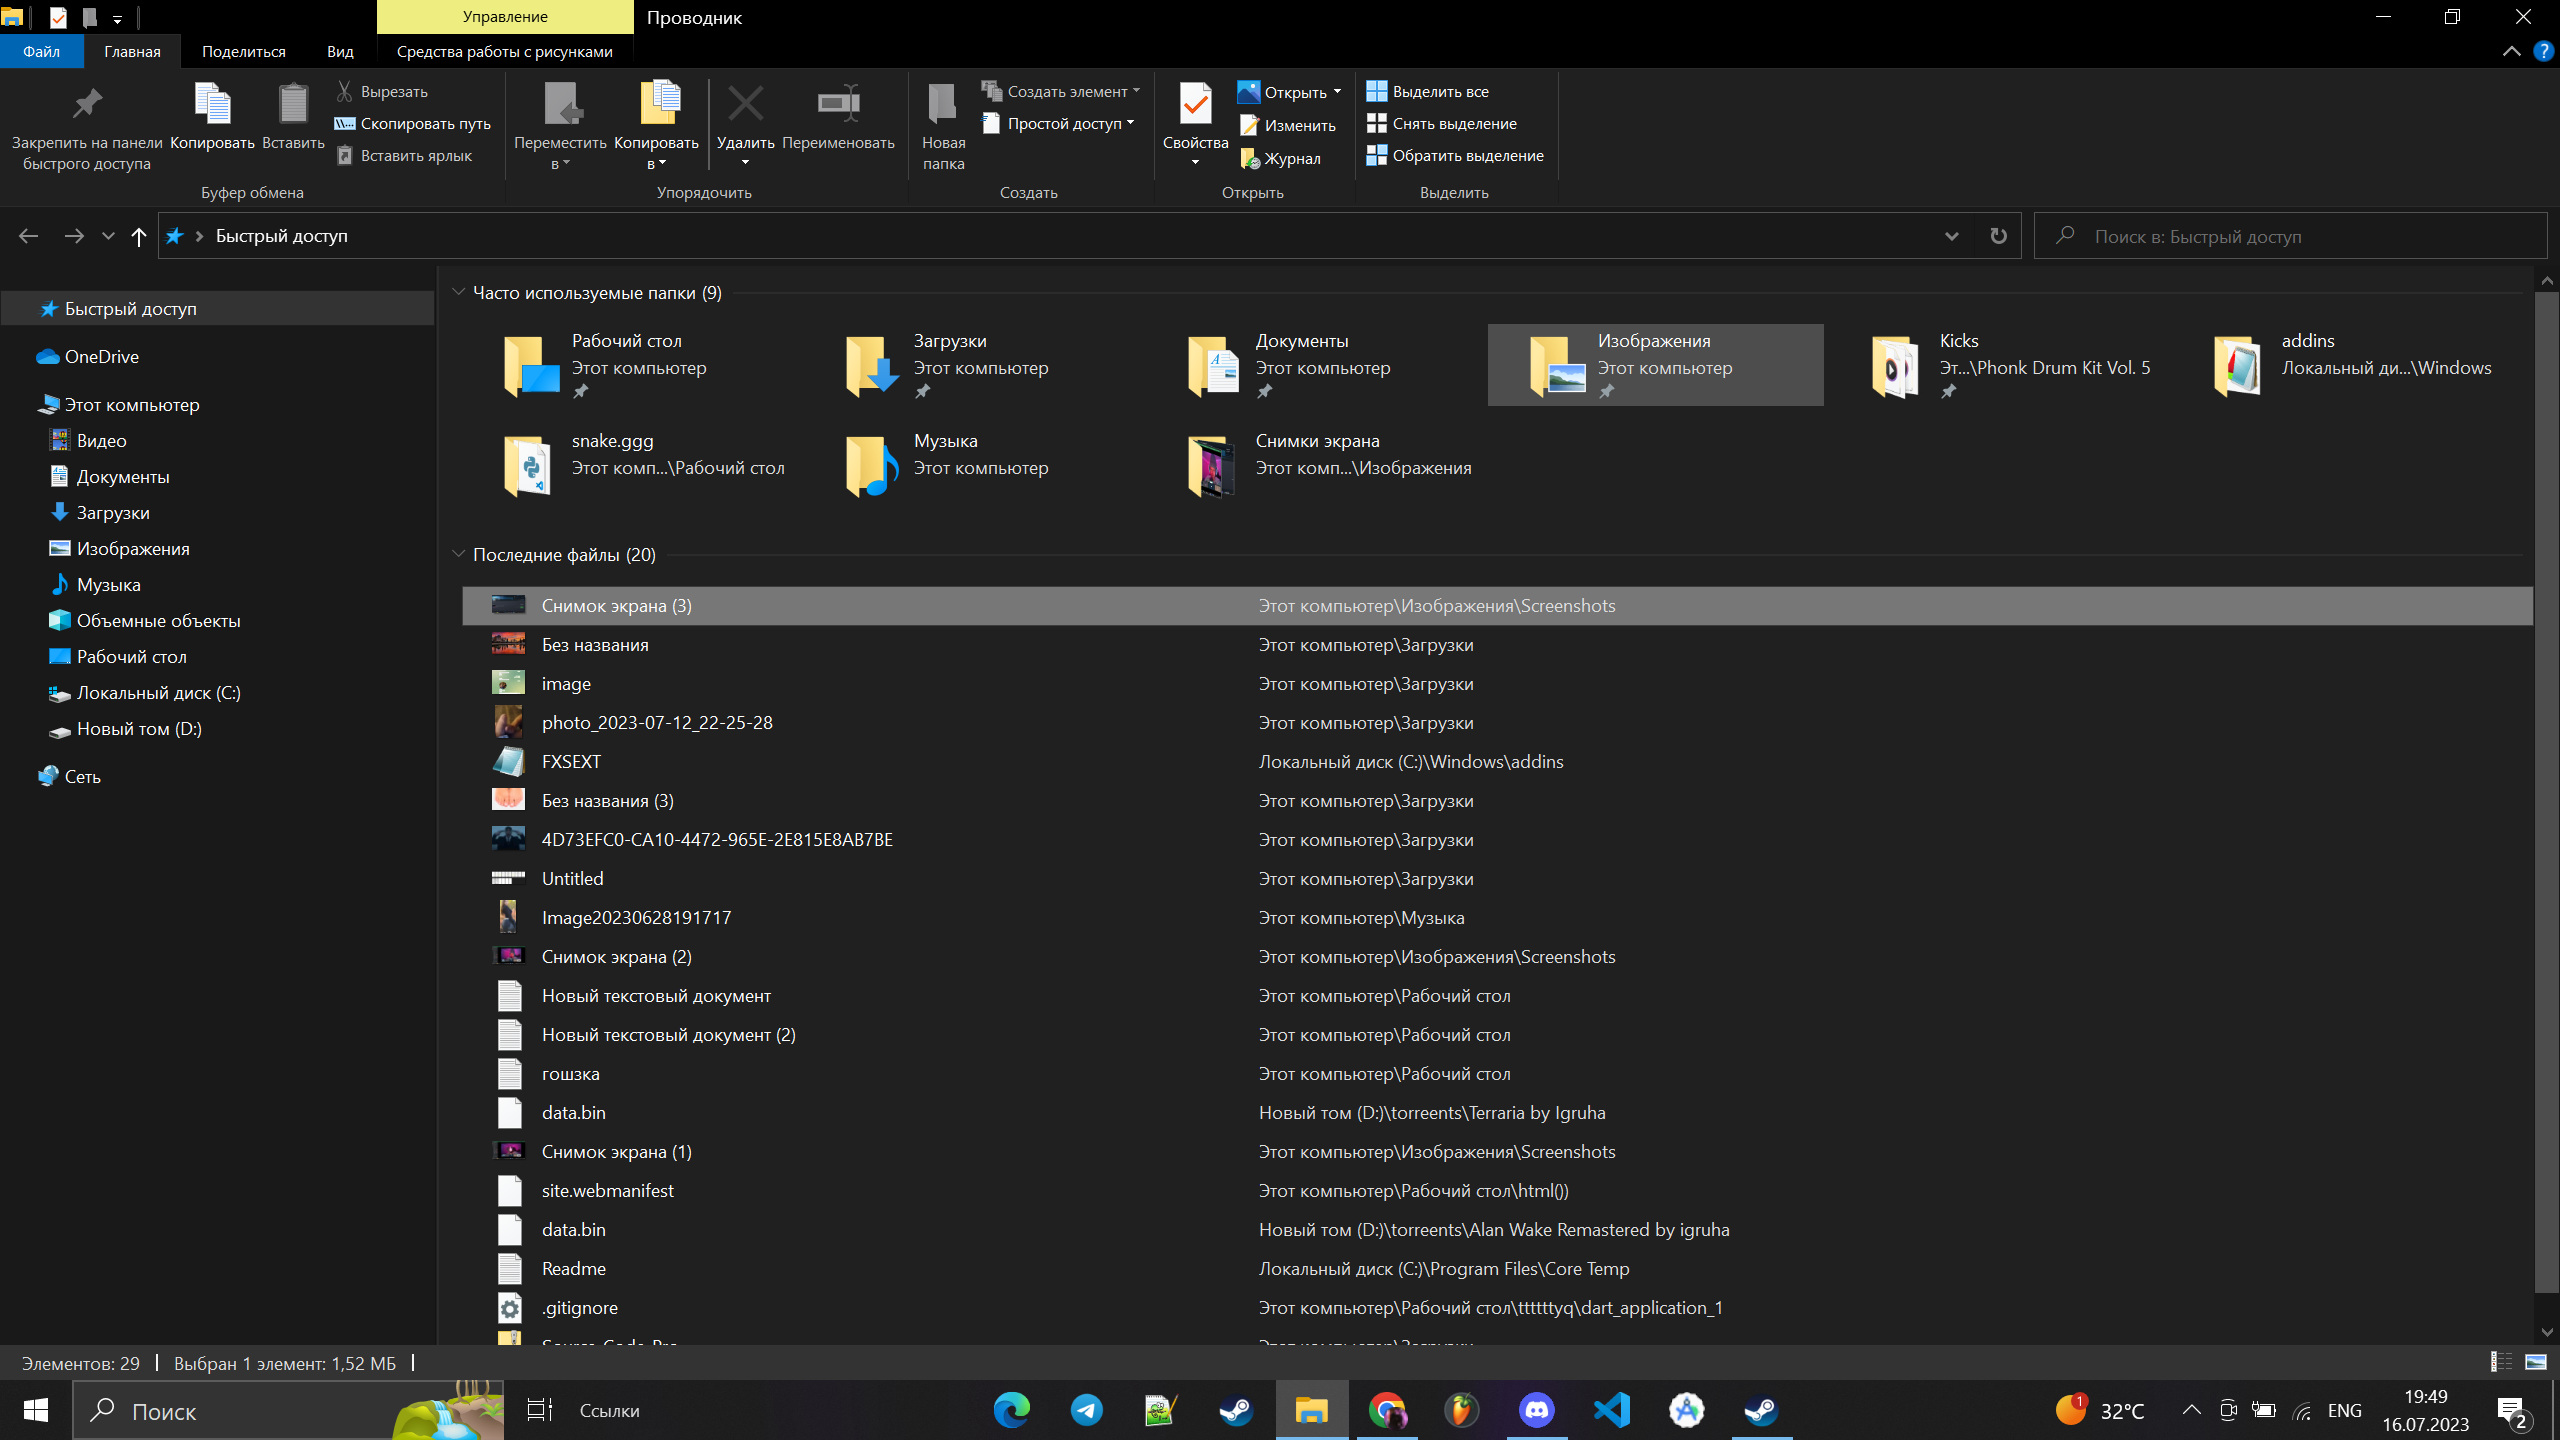 Управление
Проводник
Файл
Главная
Поделиться
Вид
Средства работы с рисунками
Закрепить на панели быстрого доступа
Копировать
Вставить
Вырезать
Скопировать путь
Вставить ярлык
Буфер обмена
Переместить в
Копировать в
Удалить
Переименовать
Упорядочить
Новая папка
Создать элемент
Простой доступ
Создать
Свойства
Открыть
Изменить
Журнал
Открыть
Выделить все
Снять выделение
Обратить выделение
Выделить
Быстрый доступ
Поиск в: Быстрый доступ
Быстрый доступ
OneDrive
Этот компьютер
Видео
Документы
Загрузки
Изображения
Музыка
Объемные объекты
Рабочий стол
Локальный диск (C:)
Новый том (D:)
Сеть
Часто используемые папки (9)
Рабочий стол
Этот компьютер
Загрузки
Этот компьютер
Документы
Этот компьютер
Изображения
Этот компьютер
Kicks
Эт...\Phonk Drum Kit Vol. 5
addins
Локальный ди...\Windows
snake.ggg
Этот комп...\Рабочий стол
Музыка
Этот компьютер
Снимки экрана
Этот комп...\Изображения
Последние файлы (20)
Снимок экрана (3) Этот компьютер\Изображения\Screenshots
Без названия Этот компьютер\Загрузки
image Этот компьютер\Загрузки
photo_2023-07-12_22-25-28 Этот компьютер\Загрузки
FXSEXT Локальный диск (C:)\Windows\addins
Без названия (3) Этот компьютер\Загрузки
4D73EFC0-CA10-4472-965E-2E815E8AB7BE Этот компьютер\Загрузки
Untitled Этот компьютер\Загрузки
Image20230628191717 Этот компьютер\Музыка
Снимок экрана (2) Этот компьютер\Изображения\Screenshots
Новый текстовый документ Этот компьютер\Рабочий стол
Новый текстовый документ (2) Этот компьютер\Рабочий стол
гошзка Этот компьютер\Рабочий стол
data.bin Новый том (D:)\torreents\Terraria by Igruha
Снимок экрана (1) Этот компьютер\Изображения\Screenshots
site.webmanifest Этот компьютер\Рабочий стол\html())
data.bin Новый том (D:)\torreents\Alan Wake Remastered by igruha
Readme Локальный диск (C:)\Program Files\Core Temp
.gitignore Этот компьютер\Рабочий стол\ttttttyq\dart_application_1
Элементов: 29
Выбран 1 элемент: 1,52 МБ
Поиск
Ссылки
1
32°C
ENG
19:49
16.07.2023
2